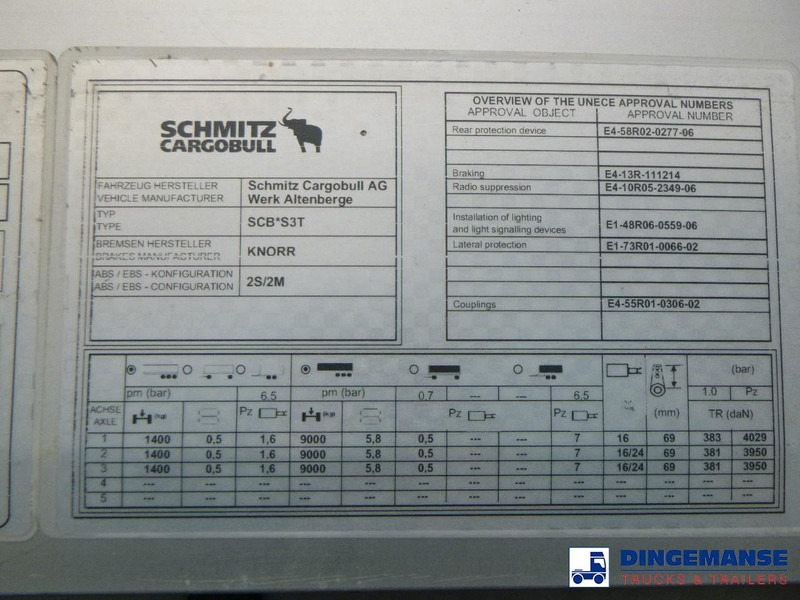 SCHMITZ
CARGOBULL
FAHRZEUG HERSTELLER
VEHICLE MANUFACTURER
Schmitz Cargobull AG
Werk Altenberge
TYP
TYPE
SCB*S3T
BREMSEN HERSTELLER
BRAKES MANUFACTURER
KNORR
ABS / EBS - KONFIGURATION
ABS / EBS - CONFIGURATION
2S/2M
OVERVIEW OF THE UNECE APPROVAL NUMBERS
APPROVAL OBJECT APPROVAL NUMBER
Rear protection device E4-58R02-0277-06
Braking E4-13R-111214
Radio suppression E4-10R05-2349-06
Installation of lighting
and light signalling devices E1-48R06-0559-06
Lateral protection E1-73R01-0066-02
Couplings E4-55R01-0306-02
(bar)
pm (bar) 6.5 pm (bar) 0.7 --- --- 6.5 1.0 Pz
ACHSE
AXLE
Pz Pz (mm) TR (daN)
1 1400 0,5 1,6 9000 5,8 0,5 --- --- 7 16 69 383 4029
2 1400 0,5 1,6 9000 5,8 0,5 --- --- 7 16/24 69 381 3950
3 1400 0,5 1,6 9000 5,8 0,5 --- --- 7 16/24 69 381 3950
4 --- --- --- --- --- --- --- --- --- --- --- --- ---
5 --- --- --- --- --- --- --- --- --- --- --- --- ---
DINGEMANSE
TRUCKS & TRAILERS